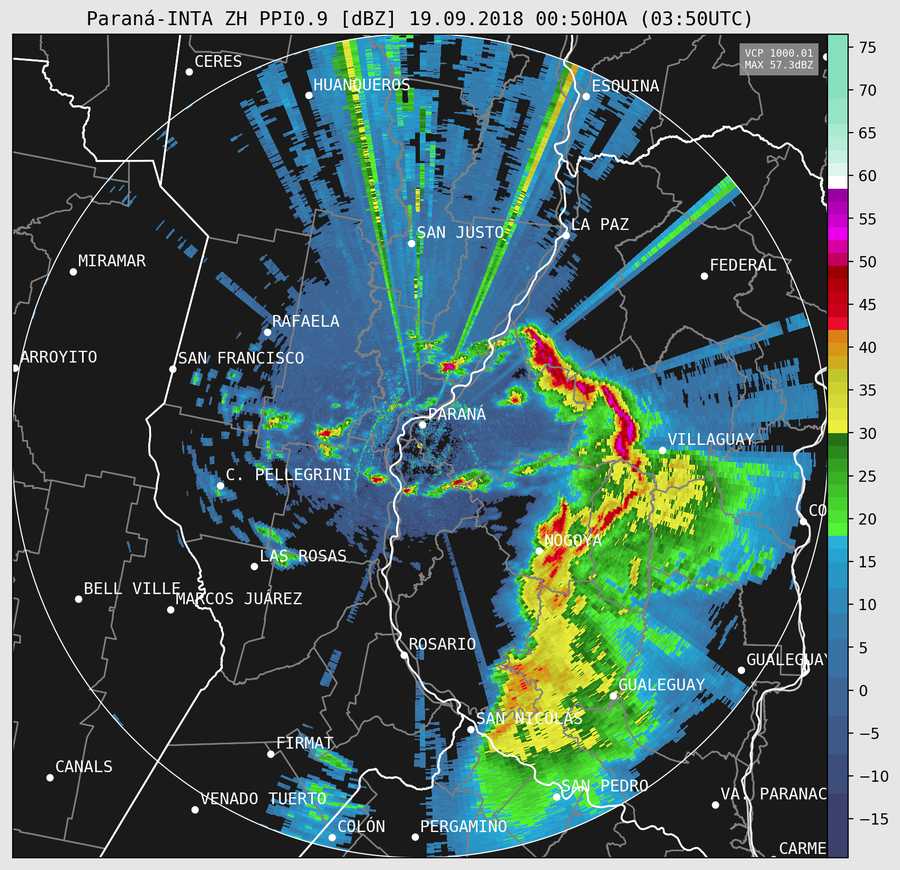 Paraná-INTA ZH PPI0.9 [dBZ] 19.09.2018 00:50HOA (03:50UTC)
VCP 1000.01
MAX 57.3dBZ
CERES
HUANQUEROS
ESQUINA
SAN JUSTO
LA PAZ
MIRAMAR
FEDERAL
RAFAELA
ARROYITO
SAN FRANCISCO
PARANÁ
VILLAGUAY
C. PELLEGRINI
CO
NOGOYA
LAS ROSAS
BELL VILLE
MARCOS JUÁREZ
ROSARIO
GUALEGUAY
GUALEGUAY
SAN NICOLÁS
FIRMAT
CANALS
SAN PEDRO
VENADO TUERTO
VA. PARANAC
COLÓN
PERGAMINO
CARME
75
70
65
60
55
50
45
40
35
30
25
20
15
10
5
0
−5
−10
−15